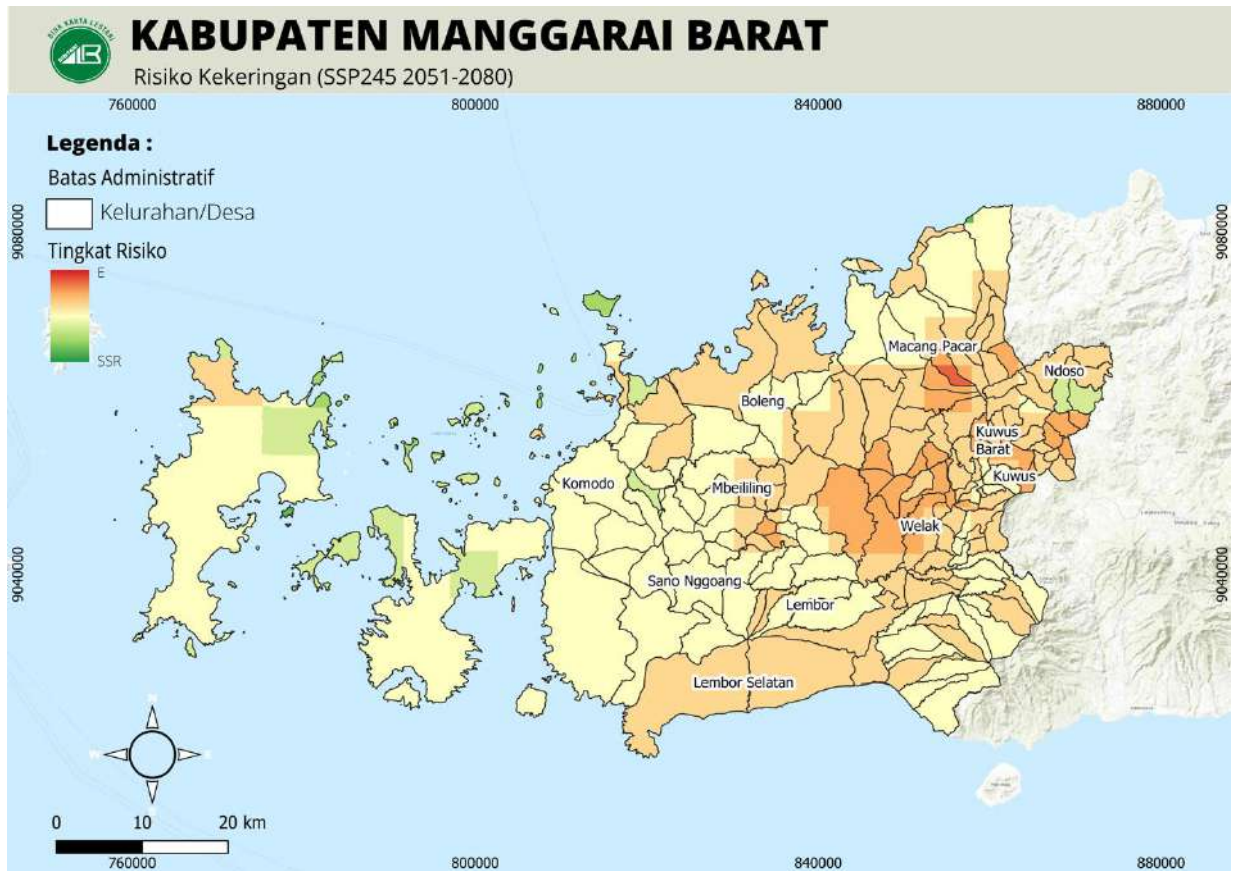 KABUPATEN MANGGARAI BARAT
Risiko Kekeringan (SSP245 2051-2080)
760000 800000 840000 880000
Legenda :
Batas Administratif
Kelurahan/Desa
Tingkat Risiko
E
SSR
9080000
9080000
Macang Pacar
Ndoso
Boleng
Kuwus
Barat
Kuwus
Komodo
Mbeliling
Welak
9040000
9040000
Sano Nggoang
Lembor
Lembor Selatan
0 10 20 km
760000 800000 840000 880000